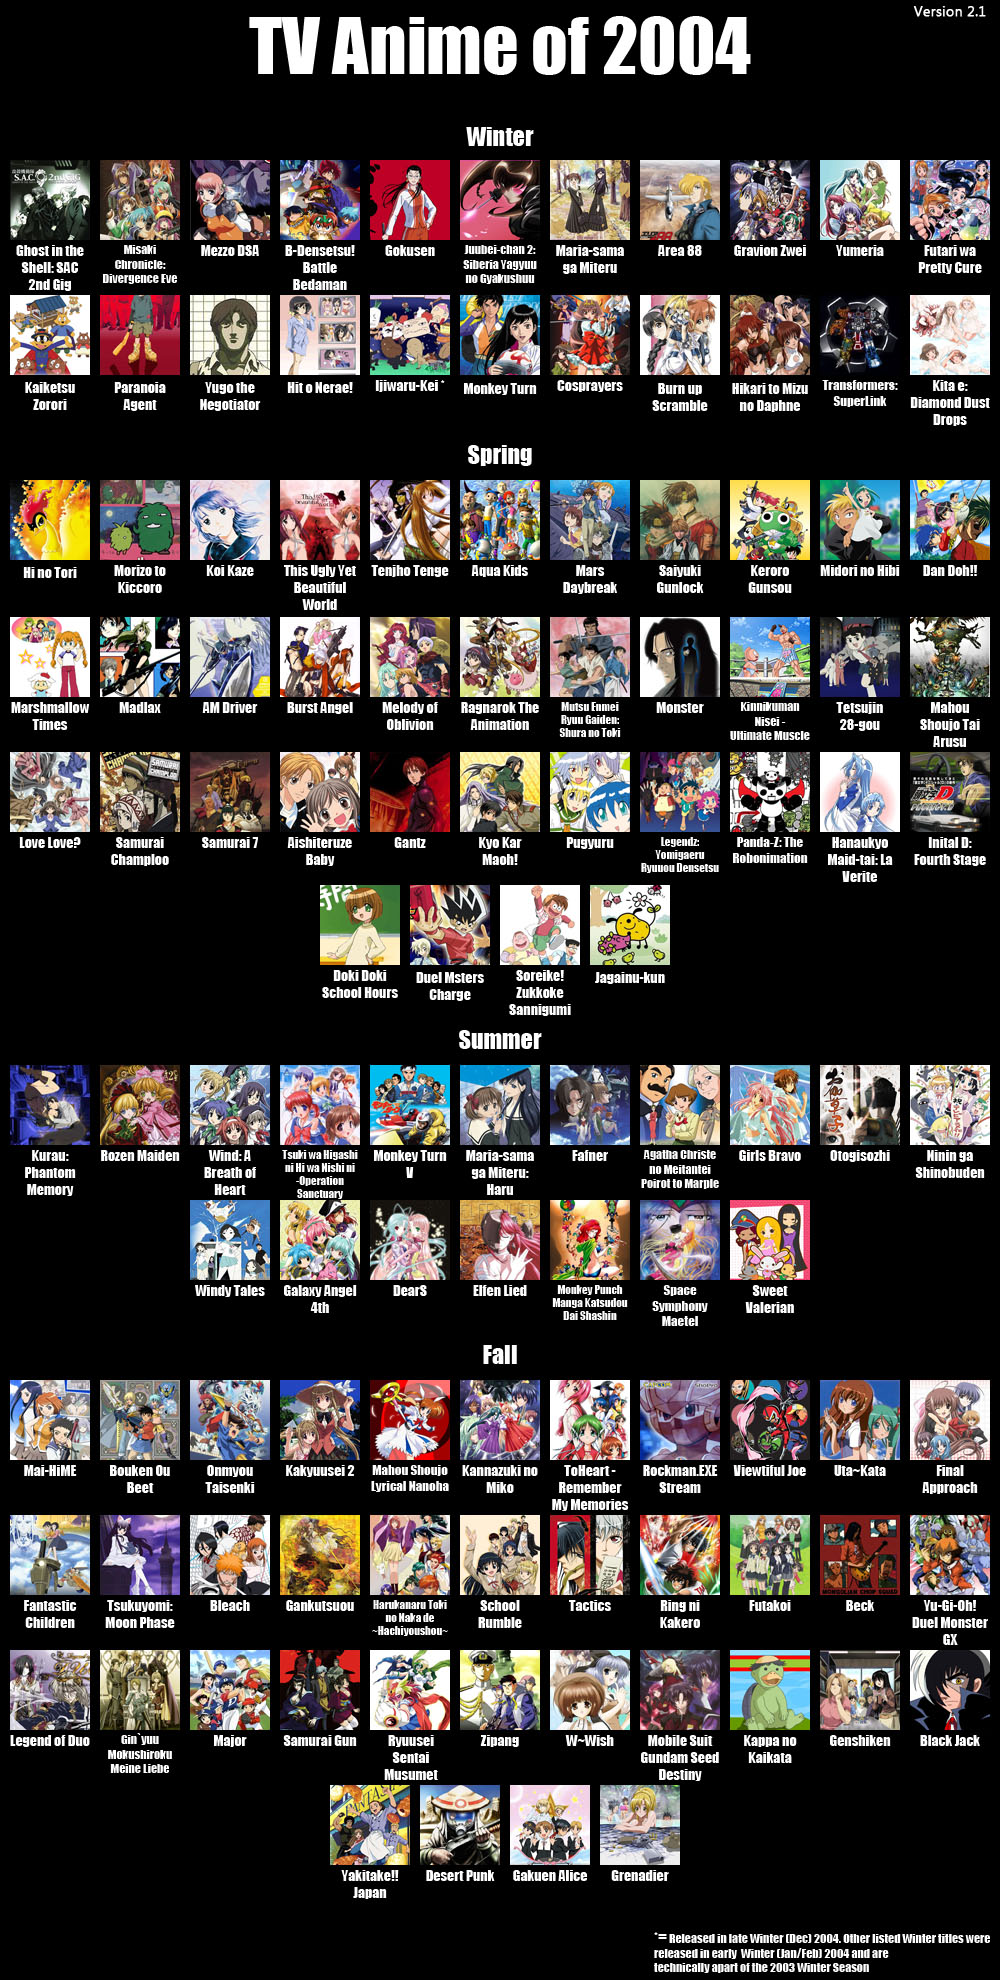 Version 2.1
TV Anime of 2004
Winter
Ghost in the
Shell: SAC
2nd Gig
Misaki
Chronicle:
Divergence Eve
Mezzo DSA
B-Densetsu!
Battle
Bedaman
Gokusen
Juubei-chan 2:
Siberia Yagyuu
no Gyakushuu
Maria-sama
ga Miteru
Area 88
Gravion Zwei
Yumeria
Futari wa
Pretty Cure
Kaiketsu
Zorori
Paranoia
Agent
Yugo the
Negotiator
Hit o Nerae!
Ijiwaru-Kei *
Monkey Turn
Cosprayers
Burn up
Scramble
Hikari to Mizu
no Daphne
Transformers:
SuperLink
Kita e:
Diamond Dust
Drops
Spring
Hi no Tori
Morizo to
Kiccoro
Koi Kaze
This Ugly Yet
Beautiful
World
Tenjho Tenge
Aqua Kids
Mars
Daybreak
Saiyuki
Gunlock
Keroro
Gunsou
Midori no Hibi
Dan Doh!!
Marshmallow
Times
Madlax
AM Driver
Burst Angel
Melody of
Oblivion
Ragnarok The
Animation
Mutsu Enmei
Ryuu Gaiden:
Shura no Toki
Monster
Kinnikuman
Nisei -
Ultimate Muscle
Tetsujin
28-gou
Mahou
Shoujo Tai
Arusu
Love Love?
Samurai
Champloo
Samurai 7
Aishiteruze
Baby
Gantz
Kyo Kar
Maoh!
Pugyuru
Legendz:
Yomigaeru
Ryuuou Densetsu
Panda-Z: The
Robonimation
Hanaukyo
Maid-tai: La
Verite
Inital D:
Fourth Stage
Doki Doki
School Hours
Duel Msters
Charge
Soreike!
Zukkoke
Sannigumi
Jagainu-kun
Summer
Kurau:
Phantom
Memory
Rozen Maiden
Wind: A
Breath of
Heart
Tsuki wa Higashi
ni Hi wa Nishi ni
-Operation
Sanctuary
Monkey Turn
V
Maria-sama
ga Miteru:
Haru
Fafner
Agatha Christe
no Meitantei
Poirot to Marple
Girls Bravo
Otogisozhi
Ninin ga
Shinobuden
Windy Tales
Galaxy Angel
4th
DearS
Elfen Lied
Monkey Punch
Manga Katsudou
Dai Shashin
Space
Symphony
Maetel
Sweet
Valerian
Fall
Mai-HiME
Bouken Ou
Beet
Onmyou
Taisenki
Kakyuusei 2
Mahou Shoujo
Lyrical Nanoha
Kannazuki no
Miko
ToHeart -
Remember
My Memories
Rockman.EXE
Stream
Viewtiful Joe
Uta~Kata
Final
Approach
Fantastic
Children
Tsukuyomi:
Moon Phase
Bleach
Gankutsuou
Harukanaru Toki
no Naka de
~Hachiyoushou~
School
Rumble
Tactics
Ring ni
Kakero
Futakoi
Beck
Yu-Gi-Oh!
Duel Monster
GX
Legend of Duo
Gin`yuu
Mokushiroku
Meine Liebe
Major
Samurai Gun
Ryuusei
Sentai
Musumet
Zipang
W~Wish
Mobile Suit
Gundam Seed
Destiny
Kappa no
Kaikata
Genshiken
Black Jack
Yakitake!!
Japan
Desert Punk
Gakuen Alice
Grenadier
*= Released in late Winter (Dec) 2004. Other listed Winter titles were
released in early Winter (Jan/Feb) 2004 and are
technically apart of the 2003 Winter Season